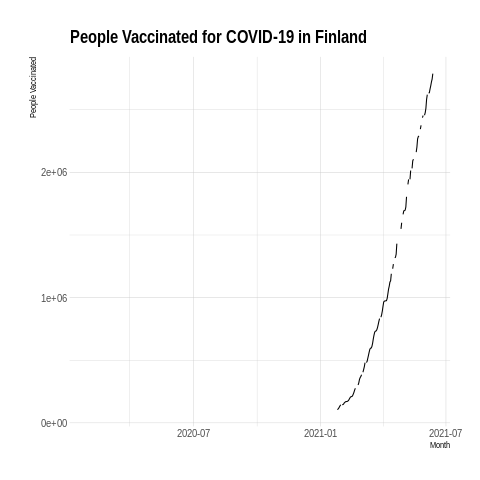 People Vaccinated for COVID-19 in Finland
People Vaccinated
2e+06
1e+06
0e+00
2020-07
2021-01
2021-07
Month